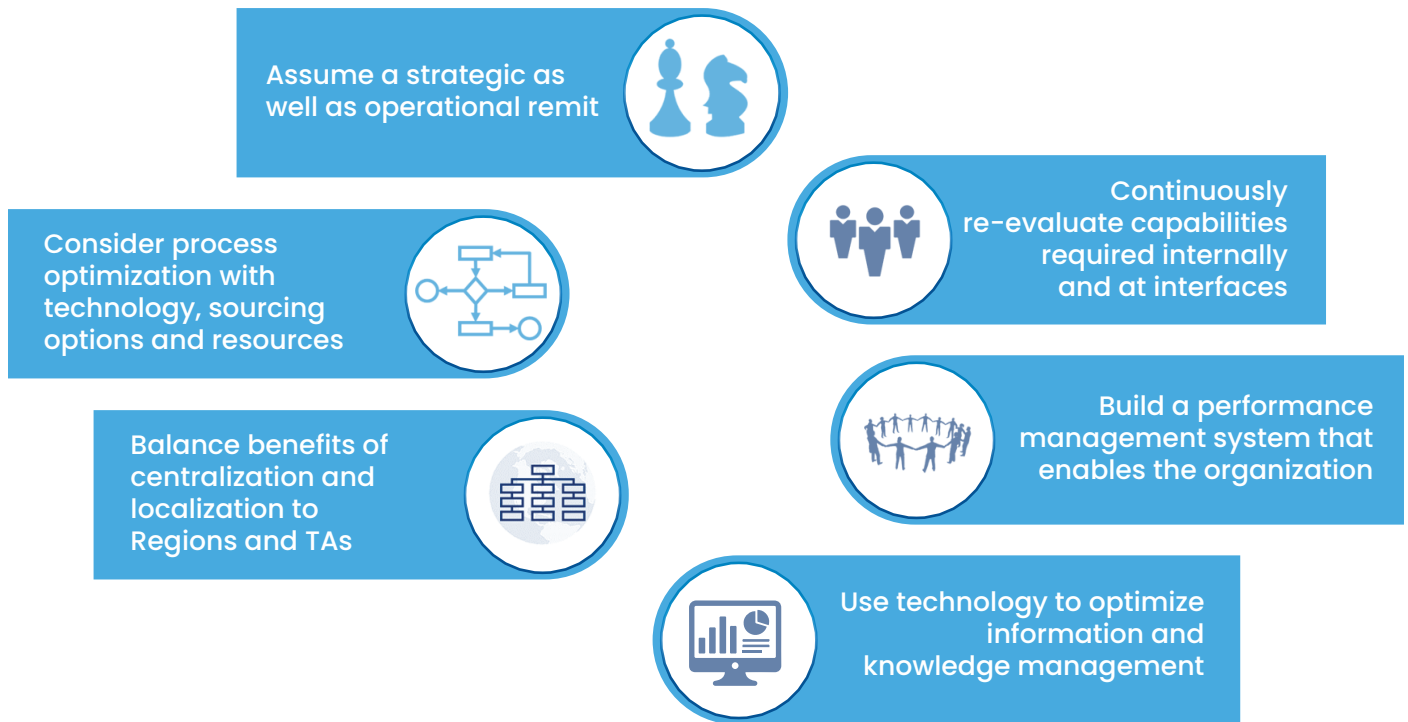 Assume a strategic as
well as operational remit
Continuously
re-evaluate capabilities
required internally
and at interfaces
Consider process
optimization with
technology, sourcing
options and resources
Build a performance
management system that
enables the organization
Balance benefits of
centralization and
localization to
Regions and TAs
Use technology to optimize
information and
knowledge management